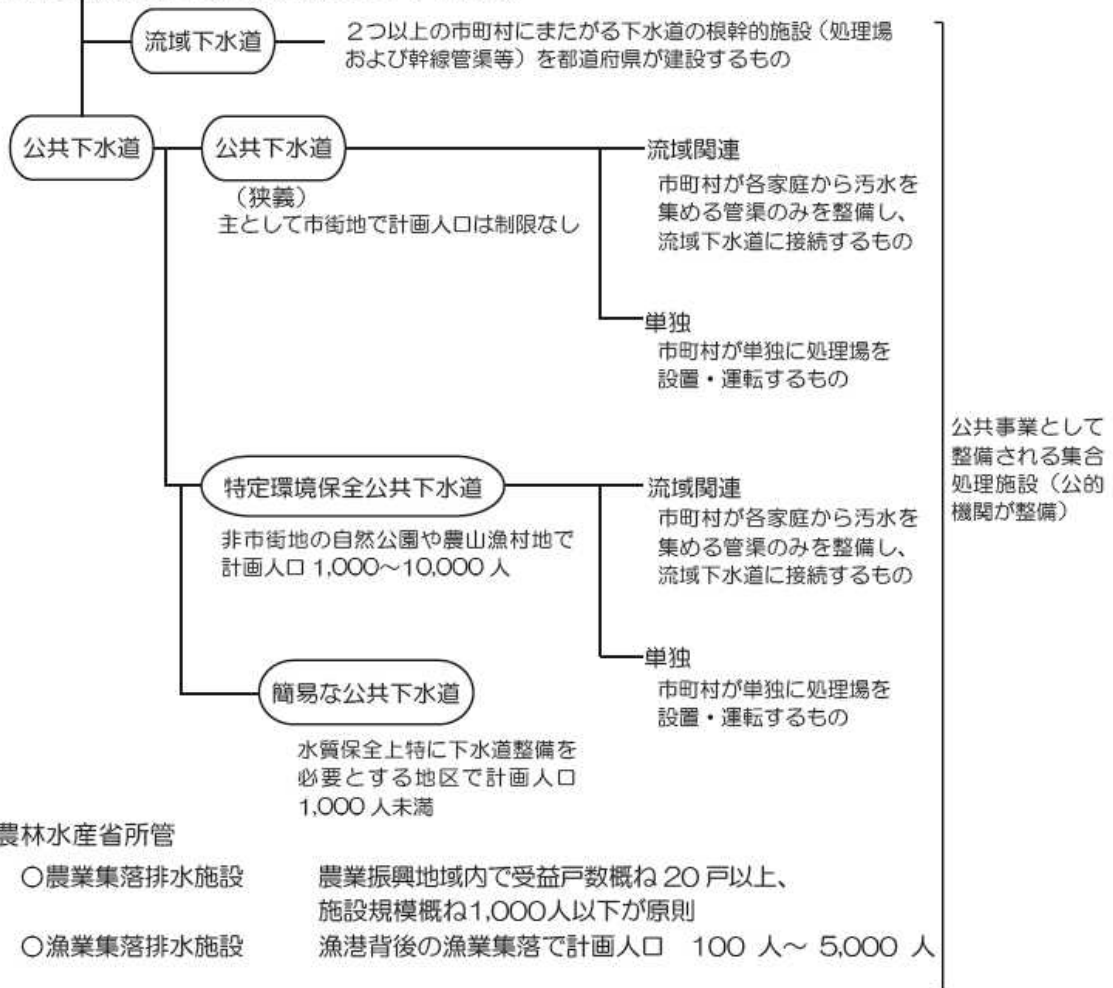 流域下水道
2つ以上の市町村にまたがる下水道の根幹的施設（処理場
および幹線管渠等）を都道府県が建設するもの
公共下水道
公共下水道
（狭義）
主として市街地で計画人口は制限なし
流域関連
市町村が各家庭から汚水を
集める管渠のみを整備し、
流域下水道に接続するもの
単独
市町村が単独に処理場を
設置・運転するもの
公共事業として
整備される集合
処理施設（公的
機関が整備）
特定環境保全公共下水道
非市街地の自然公園や農山漁村地で
計画人口 1,000～10,000 人
流域関連
市町村が各家庭から汚水を
集める管渠のみを整備し、
流域下水道に接続するもの
単独
市町村が単独に処理場を
設置・運転するもの
簡易な公共下水道
水質保全上特に下水道整備を
必要とする地区で計画人口
1,000 人未満
農林水産省所管
○農業集落排水施設 農業振興地域内で受益戸数概ね 20 戸以上、
施設規模概ね1,000人以下が原則
○漁業集落排水施設 漁港背後の漁業集落で計画人口 100 人～ 5,000 人